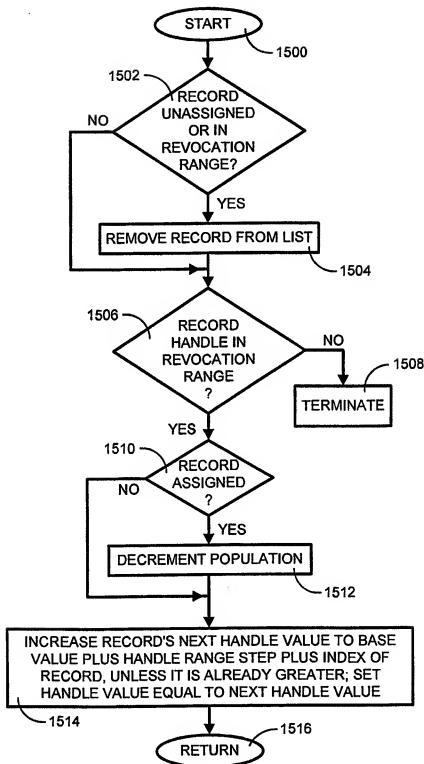 START
1500
1502
RECORD
UNASSIGNED
OR IN
REVOCATION
RANGE?
NO
YES
REMOVE RECORD FROM LIST
1504
1506
RECORD
HANDLE IN
REVOCATION
RANGE
?
NO
1508
TERMINATE
YES
1510
RECORD
ASSIGNED
?
NO
YES
DECREMENT POPULATION
1512
INCREASE RECORD'S NEXT HANDLE VALUE TO BASE
VALUE PLUS HANDLE RANGE STEP PLUS INDEX OF
RECORD, UNLESS IT IS ALREADY GREATER; SET
HANDLE VALUE EQUAL TO NEXT HANDLE VALUE
1514
1516
RETURN